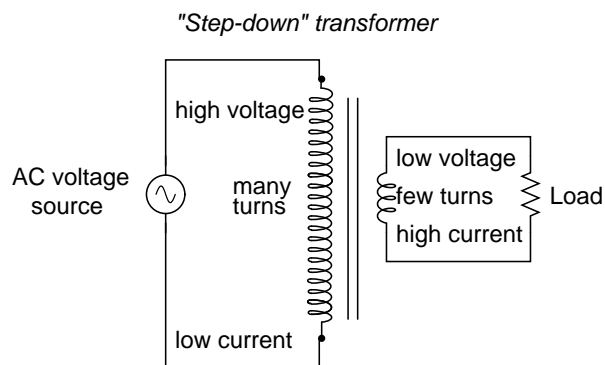 "Step-down" transformer
high voltage
AC voltage
source
many
turns
low current
low voltage
few turns
high current
Load